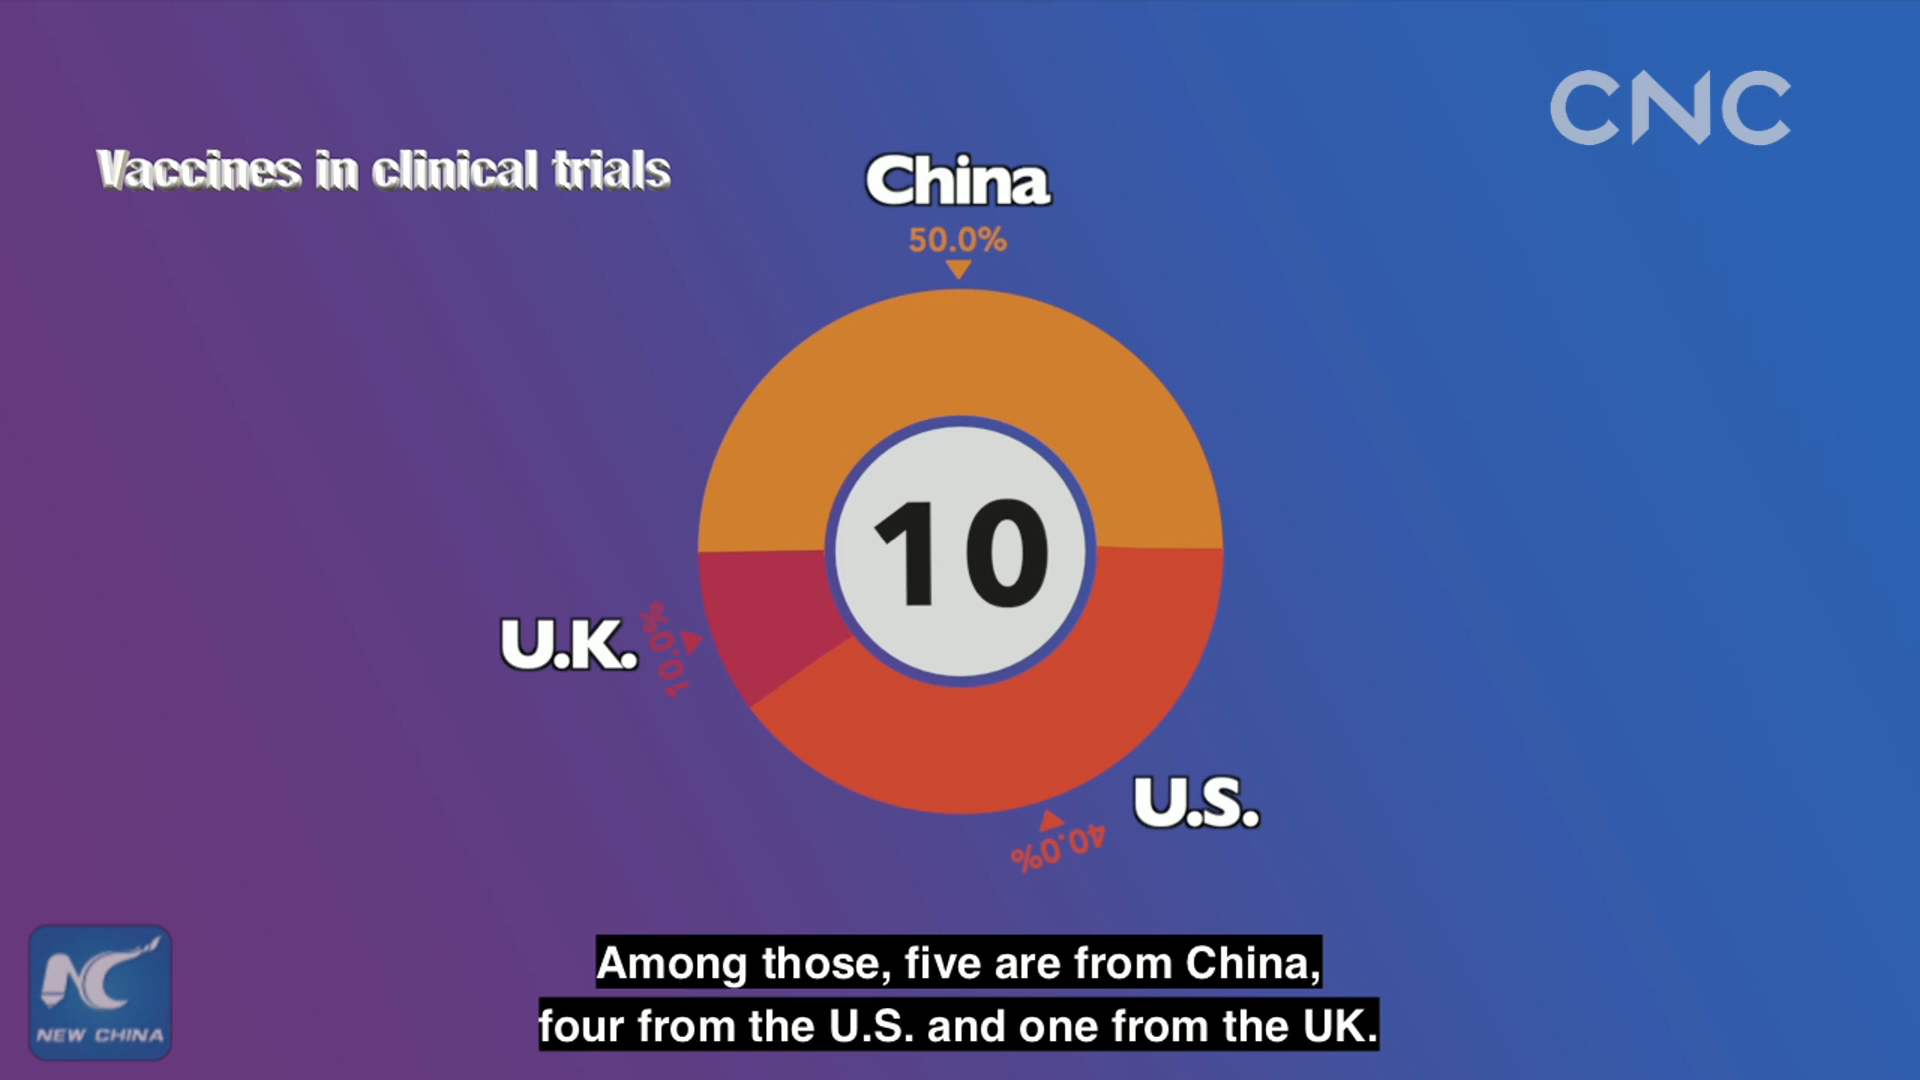 CNC
Vaccines in clinical trials
China
50.0%
10
U.K.
10.0%
U.S.
40.0%
Among those, five are from China,
four from the U.S. and one from the UK.
NC
NEW CHINA